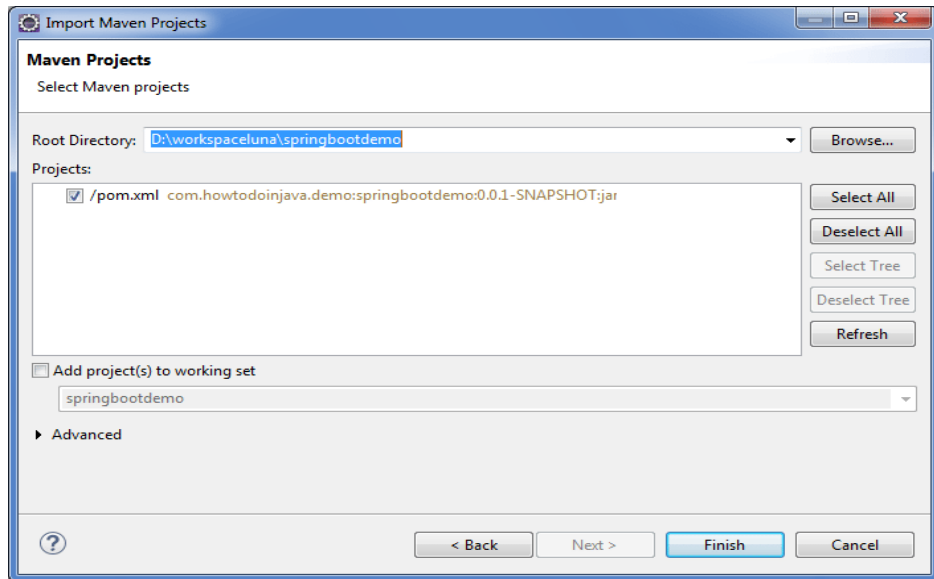 Import Maven Projects
Maven Projects
Select Maven projects
Root Directory: D:\workspaceluna\springbootdemo Browse...
Projects:
/pom.xml com.howtodoinjava.demo:springbootdemo:0.0.1-SNAPSHOT:jar
Select All
Deselect All
Select Tree
Deselect Tree
Refresh
Add project(s) to working set
springbootdemo
Advanced
? < Back Next > Finish Cancel